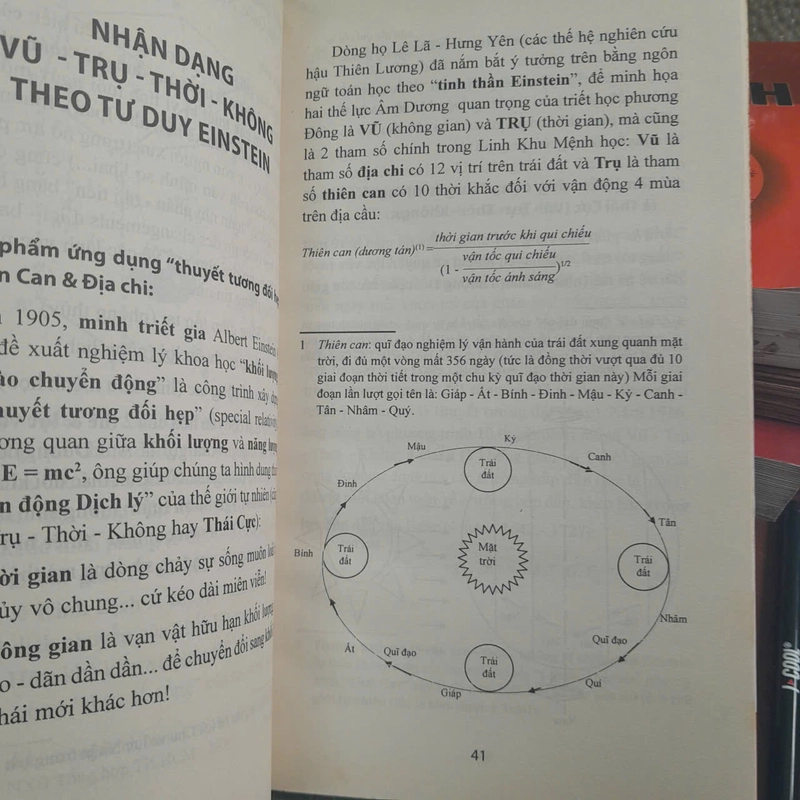 NHẬN DẠNG
VŨ - TRỤ - THỜI - KHÔNG
THEO TƯ DUY EINSTEIN
phẩm ứng dụng “thuyết tương đối
Can & Địa chi:
1905, minh triết gia Albert Einstein
đề xuất nghiệm lý khoa học “khối lượng
chuyển động” là công trình xây
tương đối hẹp” (special
quan giữa khối lượng và năng lượng
E = mc², ông giúp chúng ta hình dung
động Dịch lý” của thế giới tự nhiên
- Thời - Không hay Thái Cực):
gian là dòng chảy sự sống muôn
vô chung... cứ kéo dài miên viễn!
gian là vạn vật hữu hạn khối lượng
- dãn dần dần... để chuyển đổi sang
thái mới khác hơn!
Dòng họ Lê Lã - Hưng Yên (các thế hệ nghiên cứu
hậu Thiên Lương) đã nắm bắt ý tưởng trên bằng ngôn
ngữ toán học theo “tinh thần Einstein”, để minh họa
hai thế lực Âm Dương quan trọng của triết học phương
Đông là VŨ (không gian) và TRỤ (thời gian), mà cũng
là 2 tham số chính trong Linh Khu Mệnh học: Vũ là
tham số địa chi có 12 vị trí trên trái đất và Trụ là tham
số thiên can có 10 thời khắc đối với vận động 4 mùa
trên địa cầu:
thời gian trước khi qui chiếu
Thiên can (dương tán)⁽¹⁾=
vận tốc qui chiếu
(1 - )^1/2
vận tốc ánh sáng
1 Thiên can: quĩ đạo nghiệm lý vận hành của trái đất xung quanh mặt
trời, đi đủ một vòng mất 356 ngày (tức là đồng thời vượt qua đủ 10
giai đoạn thời tiết trong một chu kỳ quĩ đạo thời gian này) Mỗi giai
đoạn lần lượt gọi tên là: Giáp - Át - Bính - Đinh - Mậu - Kỷ - Canh -
Tân - Nhâm - Quý.
Kỷ
Mậu
Canh
Trái
đất
Đinh
Tân
Bính
Trái
đất
Mặt
trời
Trái
đất
Nhâm
Át
Quĩ đạo
Trái
đất
Quĩ đạo
Giáp
Quí
41